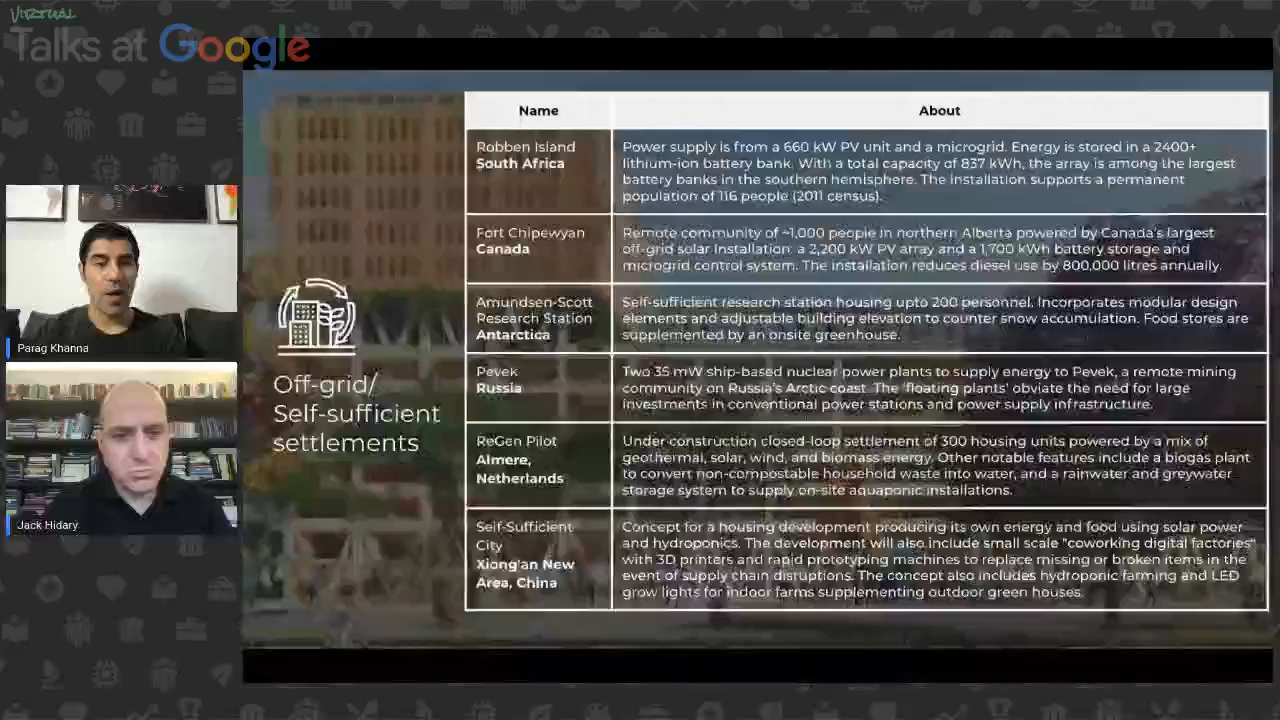 VIRTUAL
Talks at Google
Parag Khanna
Jack Hidary
Off-grid/
Self-sufficient
settlements
Name
About
Robben Island
South Africa
Power supply is from a 660 kW PV unit and a microgrid. Energy is stored in a 2400+
lithium-ion battery bank. With a total capacity of 837 kWh, the array is among the largest
battery banks in the southern hemisphere. The installation supports a permanent
population of 116 people (2011 census).
Fort Chipewyan
Canada
Remote community of ~1,000 people in northern Alberta powered by Canada's largest
off-grid solar installation: a 2,200 kW PV array and a 1,700 kWh battery storage and
microgrid control system. The installation reduces diesel use by 800,000 litres annually.
Amundsen-Scott
Research Station
Antarctica
Self-sufficient research station housing upto 200 personnel. Incorporates modular design
elements and adjustable building elevation to counter snow accumulation. Food stores are
supplemented by an onsite greenhouse.
Pevek
Russia
Two 35 mW ship-based nuclear power plants to supply energy to Pevek, a remote mining
community on Russia's Arctic coast. The 'floating plants' obviate the need for large
investments in conventional power stations and power supply infrastructure.
ReGen Pilot
Almere,
Netherlands
Under-construction closed-loop settlement of 300 housing units powered by a mix of
geothermal, solar, wind, and biomass energy. Other notable features include a biogas plant
to convert non-compostable household waste into water, and a rainwater and greywater
storage system to supply on-site aquaponic installations.
Self-Sufficient
City
Xiong'an New
Area, China
Concept for a housing development producing its own energy and food using solar power
and hydroponics. The development will also include small scale "coworking digital factories"
with 3D printers and rapid prototyping machines to replace missing or broken items in the
event of supply chain disruptions. The concept also includes hydroponic farming and LED
grow lights for indoor farms supplementing outdoor green houses.